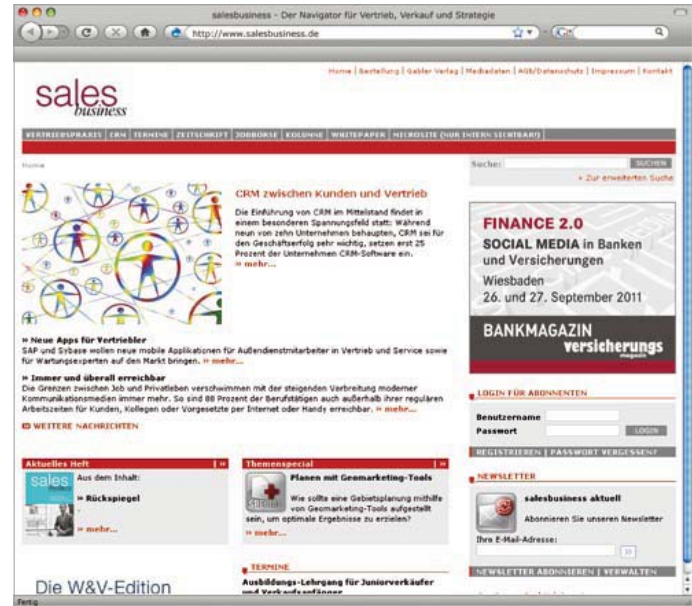 salesbusiness - Der Navigator für Vertrieb, Verkauf und Strategie
http://www.salesbusiness.de
Home | Bestellung | Gabler Verlag | Mediadaten | AGB/Datenschutz | Impressum | Kontakt
sales
business
VERTRIEBSPRAXIS | CRM | TERMINE | ZEITSCHRIFT | JOBBÖRSE | KOLUMNE | WHITEPAPER | MICROSITE (NUR INTERN SICHTBAR!)
Home
Suche:
SUCHEN
» Zur erweiterten Suche
CRM zwischen Kunden und Vertrieb
Die Einführung von CRM im Mittelstand findet in
einem besonderen Spannungsfeld statt: Während
neun von zehn Unternehmen behaupten, CRM sei für
den Geschäftserfolg sehr wichtig, setzen erst 25
Prozent der Unternehmen CRM-Software ein.
» mehr...
» Neue Apps für Vertriebler
SAP und Sybase wollen neue mobile Applikationen für Außendienstmitarbeiter in Vertrieb und Service sowie
für Wartungsexperten auf den Markt bringen. » mehr...
» Immer und überall erreichbar
Die Grenzen zwischen Job und Privatleben verschwimmen mit der steigenden Verbreitung moderner
Kommunikationsmedien immer mehr. So sind 88 Prozent der Berufstätigen auch außerhalb ihrer regulären
Arbeitszeiten für Kunden, Kollegen oder Vorgesetzte per Internet oder Handy erreichbar. » mehr...
WEITERE NACHRICHTEN
Aktuelles Heft | »
sales
Aus dem Inhalt:
» Rückspiegel
» mehr...
Themenspecial | »
SPECIAL
Planen mit Geomarketing-Tools
Wie sollte eine Gebietsplanung mithilfe
von Geomarketing-Tools aufgestellt
sein, um optimale Ergebnisse zu erzielen?
» mehr...
Die W&V-Edition
TERMINE
Ausbildungs-Lehrgang für Juniorverkäufer
und Verkaufsanfänger
FINANCE 2.0
SOCIAL MEDIA in Banken
und Versicherungen
Wiesbaden
26. und 27. September 2011
BANKMAGAZIN
versicherungs
magazin
LOGIN FÜR ABONNENTEN
Benutzername
Passwort
LOGIN
REGISTRIEREN | PASSWORT VERGESSEN?
NEWSLETTER
salesbusiness aktuell
Abonnieren Sie unseren Newsletter
Ihre E-Mail-Adresse:
»
NEWSLETTER ABONNIEREN | VERWALTEN
Fertig